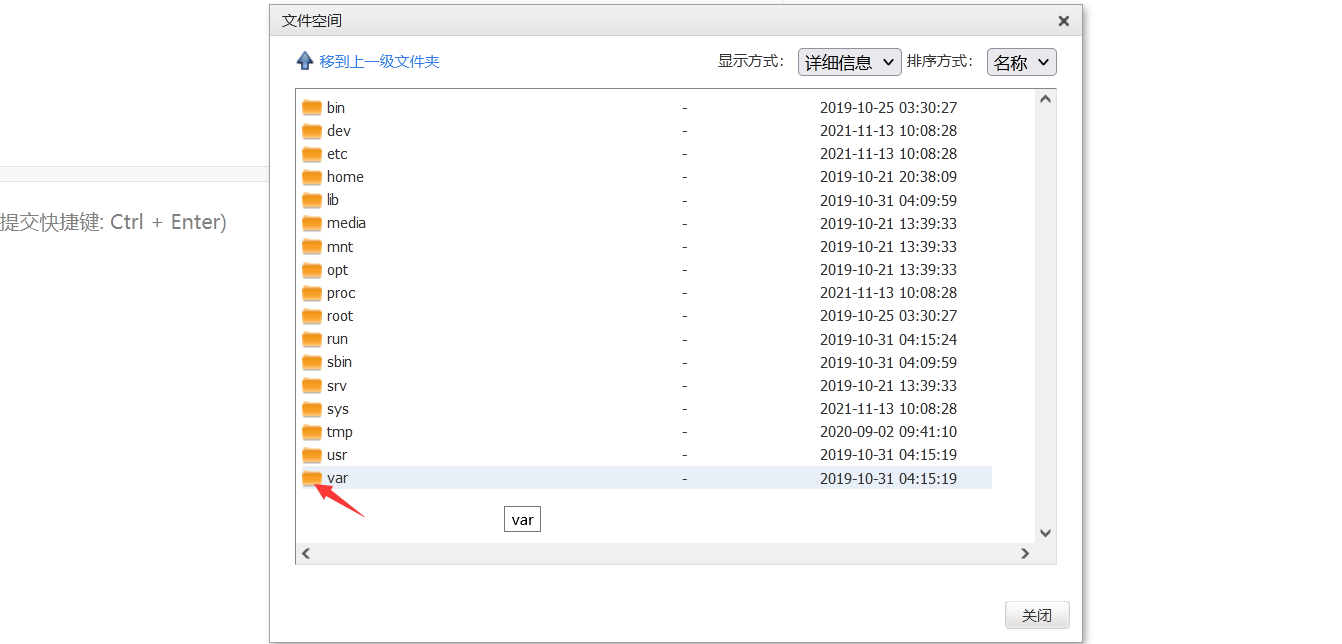 文件空间
移到上一级文件夹 显示方式: 详细信息 排序方式: 名称
bin - 2019-10-25 03:30:27
dev - 2021-11-13 10:08:28
etc - 2021-11-13 10:08:28
home - 2019-10-21 20:38:09
lib - 2019-10-31 04:09:59
media - 2019-10-21 13:39:33
mnt - 2019-10-21 13:39:33
opt - 2019-10-21 13:39:33
proc - 2021-11-13 10:08:28
root - 2019-10-25 03:30:27
run - 2019-10-31 04:15:24
sbin - 2019-10-31 04:09:59
srv - 2019-10-21 13:39:33
sys - 2021-11-13 10:08:28
tmp - 2020-09-02 09:41:10
usr - 2019-10-31 04:15:19
var - 2019-10-31 04:15:19
var
关闭
提交快捷键: Ctrl + Enter)